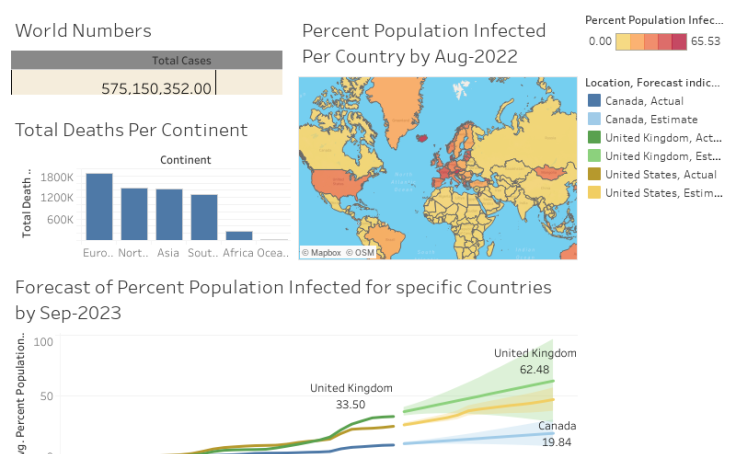 World Numbers
Total Cases
575,150,352.00
Total Deaths Per Continent
Continent
Total Death..
1800K
1200K
600K
Euro.. Nort.. Asia Sout.. Africa Ocea..
Percent Population Infected
Per Country by Aug-2022
© Mapbox © OSM
Percent Population Infec...
0.00 65.53
Location, Forecast indic...
Canada, Actual
Canada, Estimate
United Kingdom, Act...
United Kingdom, Est...
United States, Actual
United States, Estim...
Forecast of Percent Population Infected for specific Countries
by Sep-2023
Percent Population..
100
50
United Kingdom
33.50
United Kingdom
62.48
Canada
19.84